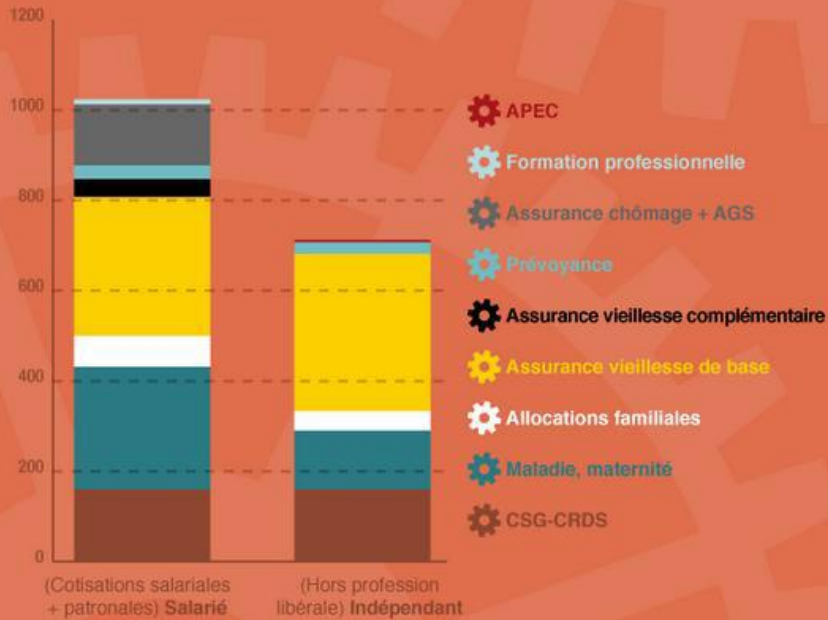 1200
1000
800
600
400
200
0
(Cotisations salariales
+ patronales) Salarié
(Hors profession
libérale) Indépendant
APEC
Formation professionnelle
Assurance chômage + AGS
Prévoyance
Assurance vieillesse complémentaire
Assurance vieillesse de base
Allocations familiales
Maladie, maternité
CSG-CRDS